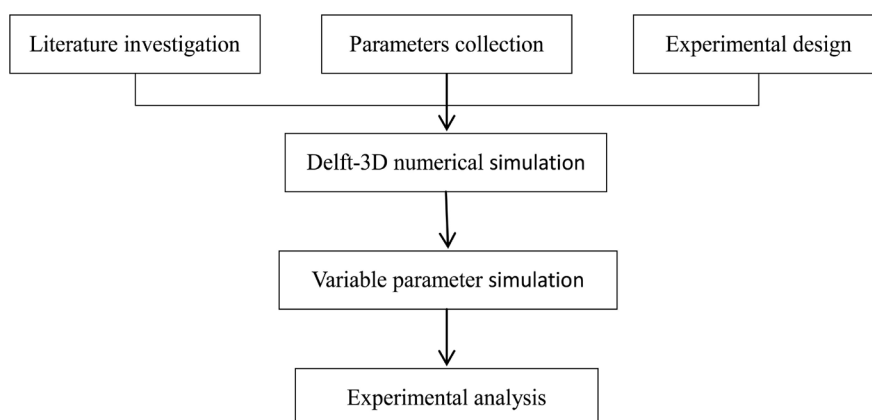 Literature investigation
Parameters collection
Experimental design
Delft-3D numerical simulation
Variable parameter simulation
Experimental analysis